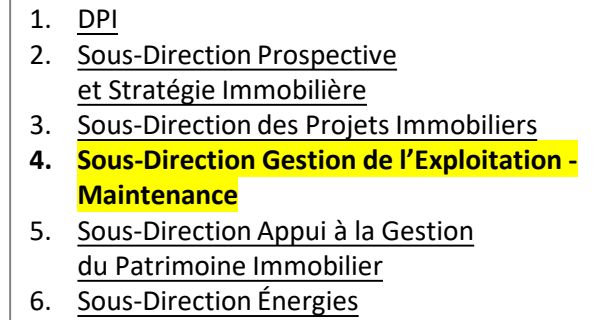 1. DPI
2. Sous-Direction Prospective
et Stratégie Immobilière
3. Sous-Direction des Projets Immobiliers
4. Sous-Direction Gestion de l’Exploitation -
Maintenance
5. Sous-Direction Appui à la Gestion
du Patrimoine Immobilier
6. Sous-Direction Énergies